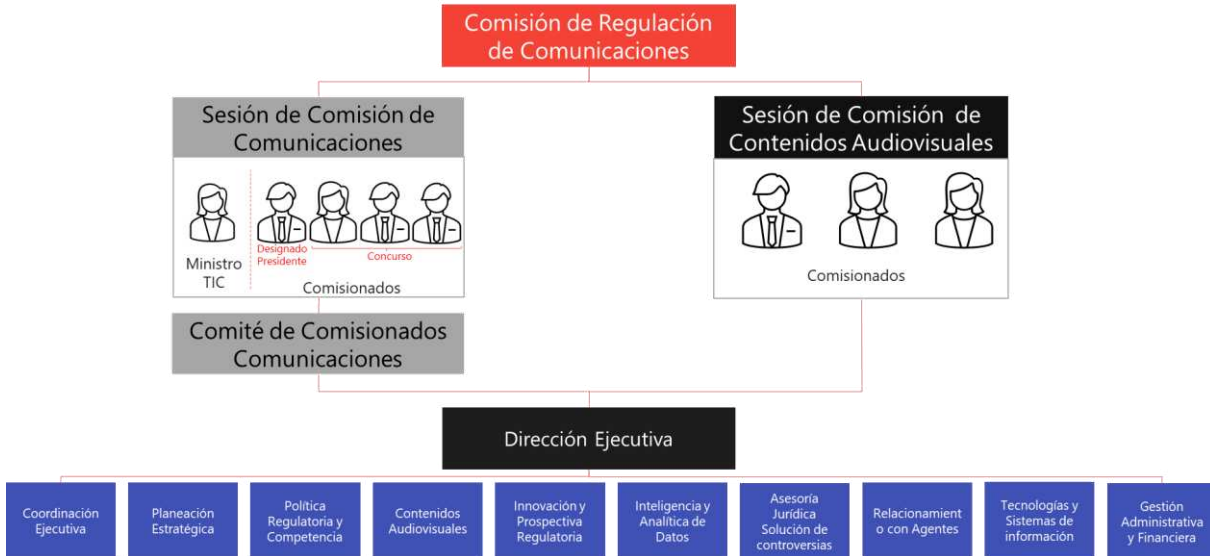 Comisión de Regulación
de Comunicaciones
Sesión de Comisión de
Comunicaciones
Ministro
TIC
Designado
Presidente
Concurso
Comisionados
Sesión de Comisión de
Contenidos Audiovisuales
Comisionados
Comité de Comisionados
Comunicaciones
Dirección Ejecutiva
Coordinación
Ejecutiva
Planeación
Estratégica
Política
Regulatoria y
Competencia
Contenidos
Audiovisuales
Innovación y
Prospectiva
Regulatoria
Inteligencia y
Analítica de
Datos
Asesoría
Jurídica
Solución de
controversias
Relacionamient
o con Agentes
Tecnologías y
Sistemas de
información
Gestión
Administrativa
y Financiera